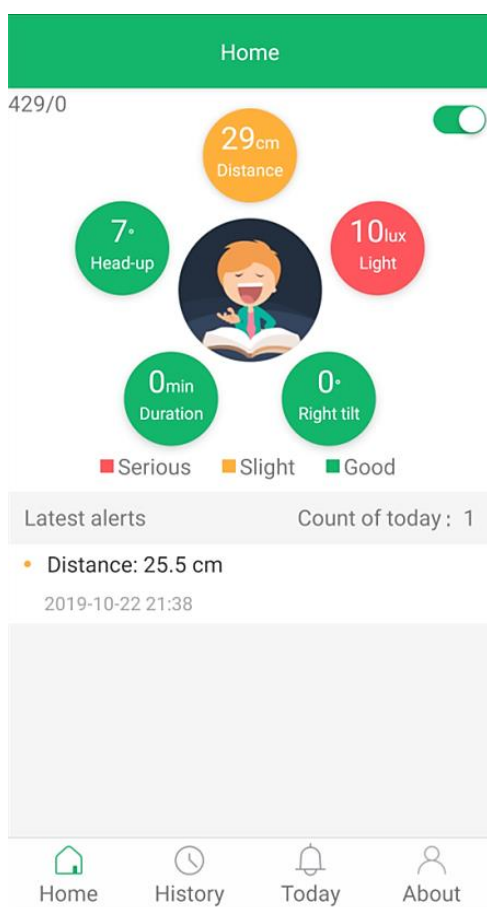 Home
429/0
29cm
Distance
7°
Head-up
10lux
Light
0min
Duration
0°
Right tilt
Serious Slight Good
Latest alerts Count of today: 1
Distance: 25.5 cm
2019-10-22 21:38
Home History Today About